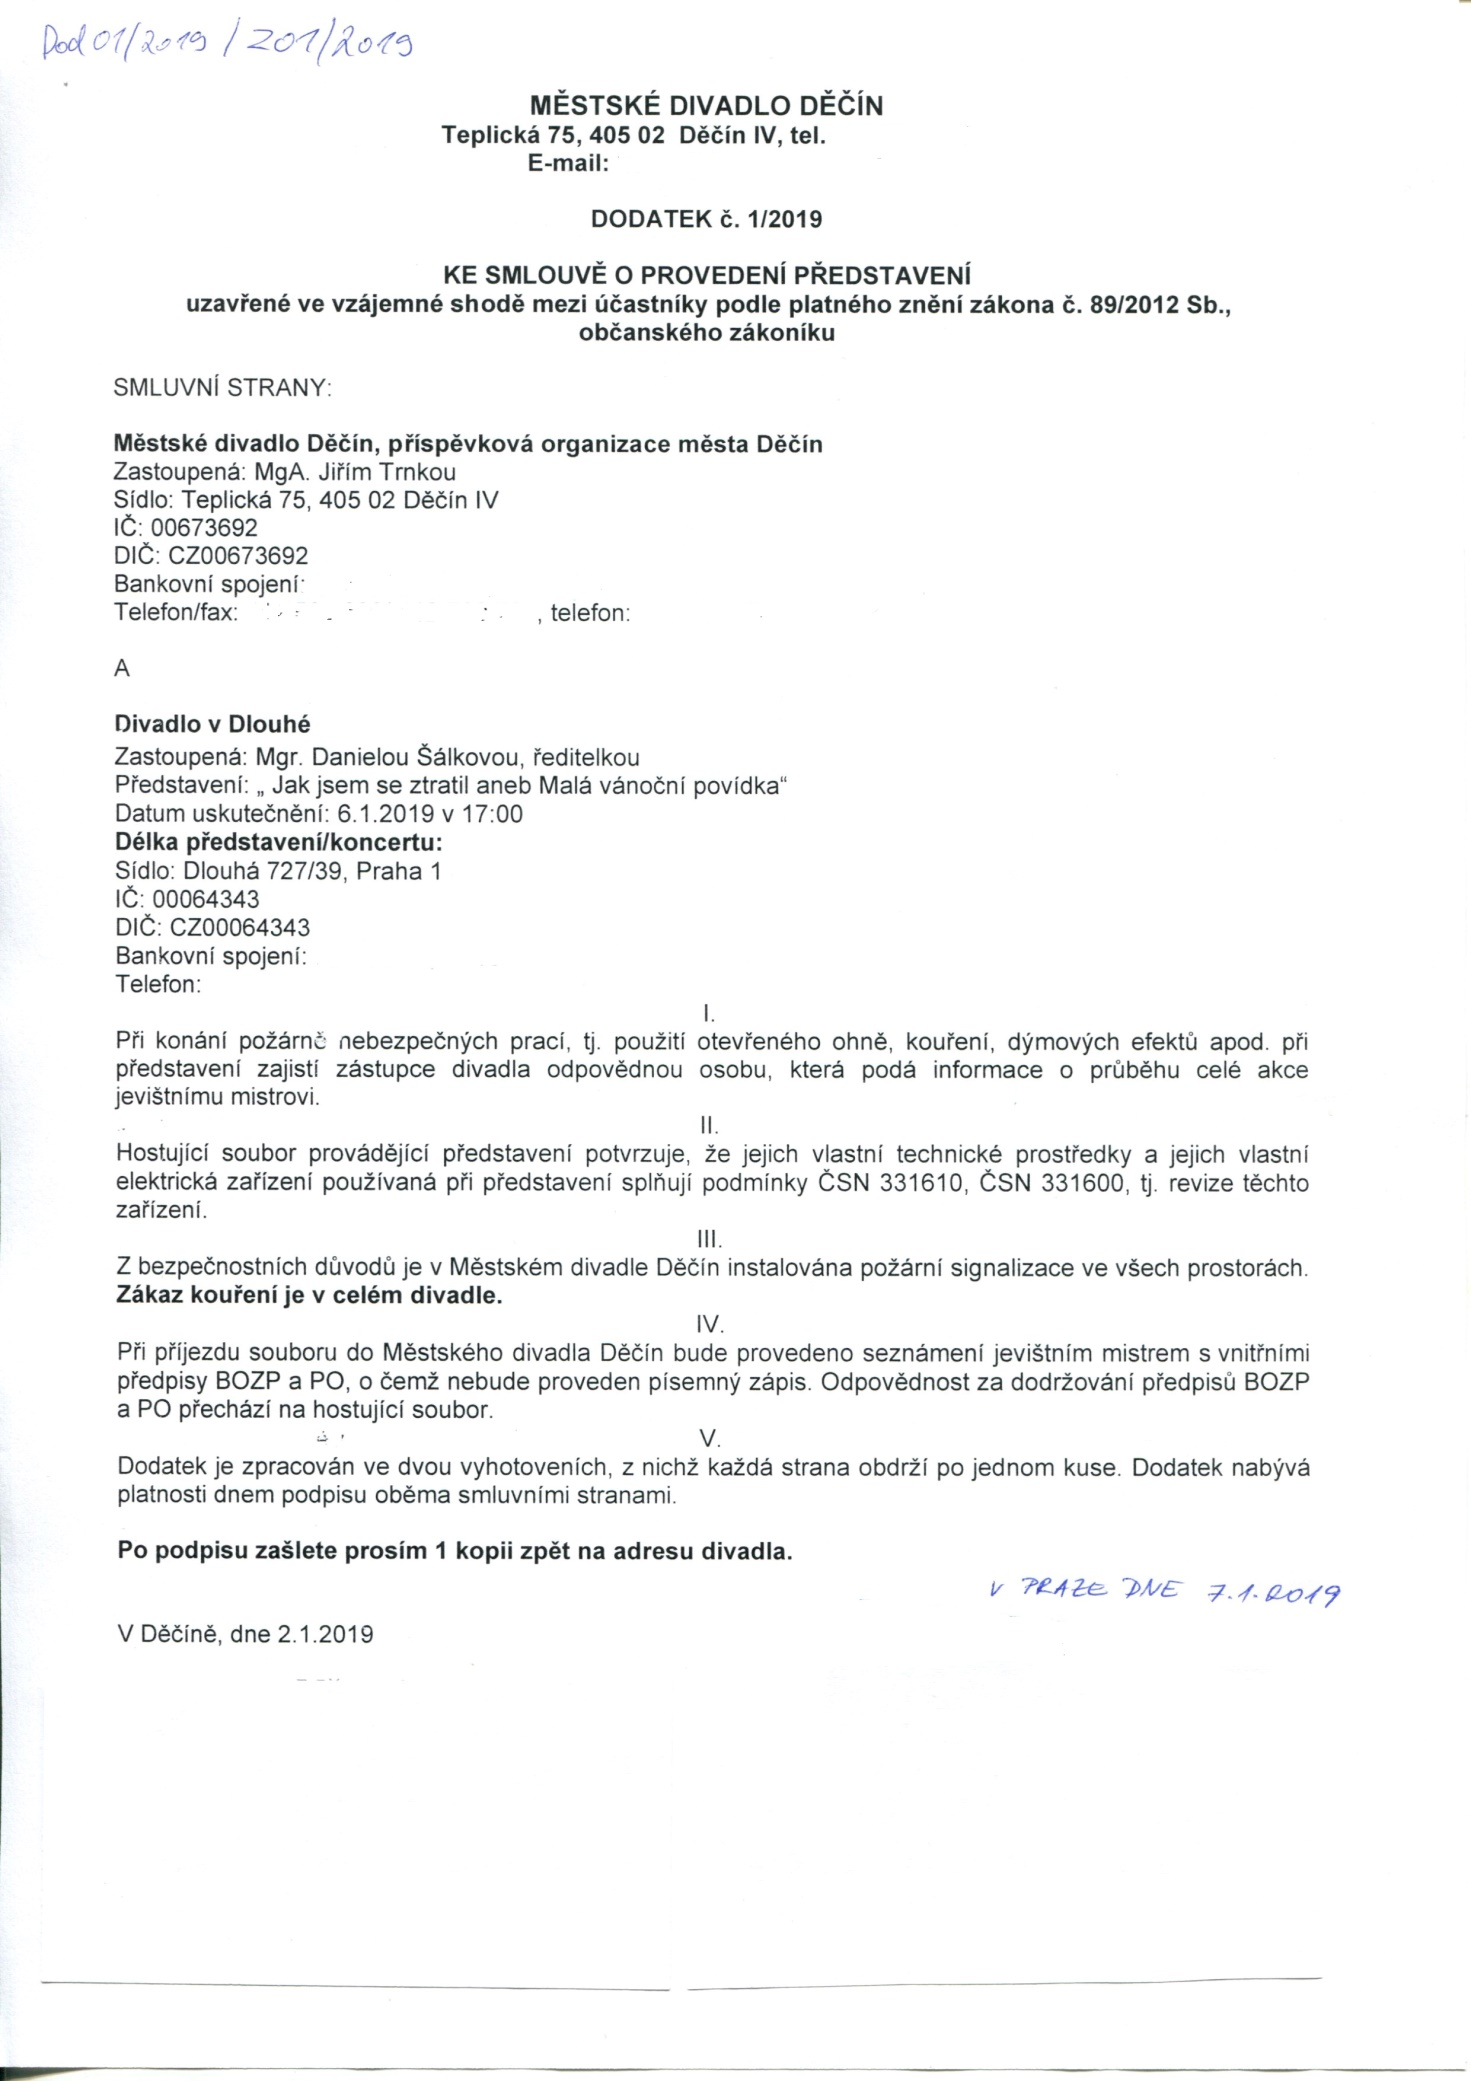 Dod 01/2019 / Z01/2019
MĚSTSKÉ DIVADLO DĚČÍN
Teplická 75, 405 02 Děčín IV, tel.
E-mail:
DODATEK č. 1/2019
KE SMLOUVĚ O PROVEDENÍ PŘEDSTAVENÍ
uzavřené ve vzájemné shodě mezi účastníky podle platného znění zákona č. 89/2012 Sb.,
občanského zákoníku
SMLUVNÍ STRANY:
Městské divadlo Děčín, příspěvková organizace města Děčín
Zastoupená: MgA. Jiřím Trnkou
Sídlo: Teplická 75, 405 02 Děčín IV
IČ: 00673692
DIČ: CZ00673692
Bankovní spojení:
Telefon/fax: , telefon:
A
Divadlo v Dlouhé
Zastoupená: Mgr. Danielou Šálkovou, ředitelkou
Představení: „ Jak jsem se ztratil aneb Malá vánoční povídka“
Datum uskutečnění: 6.1.2019 v 17:00
Délka představení/koncertu:
Sídlo: Dlouhá 727/39, Praha 1
IČ: 00064343
DIČ: CZ00064343
Bankovní spojení:
Telefon:
I.
Při konání požárně nebezpečných prací, tj. použití otevřeného ohně, kouření, dýmových efektů apod. při
představení zajistí zástupce divadla odpovědnou osobu, která podá informace o průběhu celé akce
jevištnímu mistrovi.
II.
Hostující soubor provádějící představení potvrzuje, že jejich vlastní technické prostředky a jejich vlastní
elektrická zařízení používaná při představení splňují podmínky ČSN 331610, ČSN 331600, tj. revize těchto
zařízení.
III.
Z bezpečnostních důvodů je v Městském divadle Děčín instalována požární signalizace ve všech prostorách.
Zákaz kouření je v celém divadle.
IV.
Při příjezdu souboru do Městského divadla Děčín bude provedeno seznámení jevištním mistrem s vnitřními
předpisy BOZP a PO, o čemž nebude proveden písemný zápis. Odpovědnost za dodržování předpisů BOZP
a PO přechází na hostující soubor.
V.
Dodatek je zpracován ve dvou vyhotoveních, z nichž každá strana obdrží po jednom kuse. Dodatek nabývá
platnosti dnem podpisu oběma smluvními stranami.
Po podpisu zašlete prosím 1 kopii zpět na adresu divadla.
V PRAZE DNE 7.1.2019
V Děčíně, dne 2.1.2019